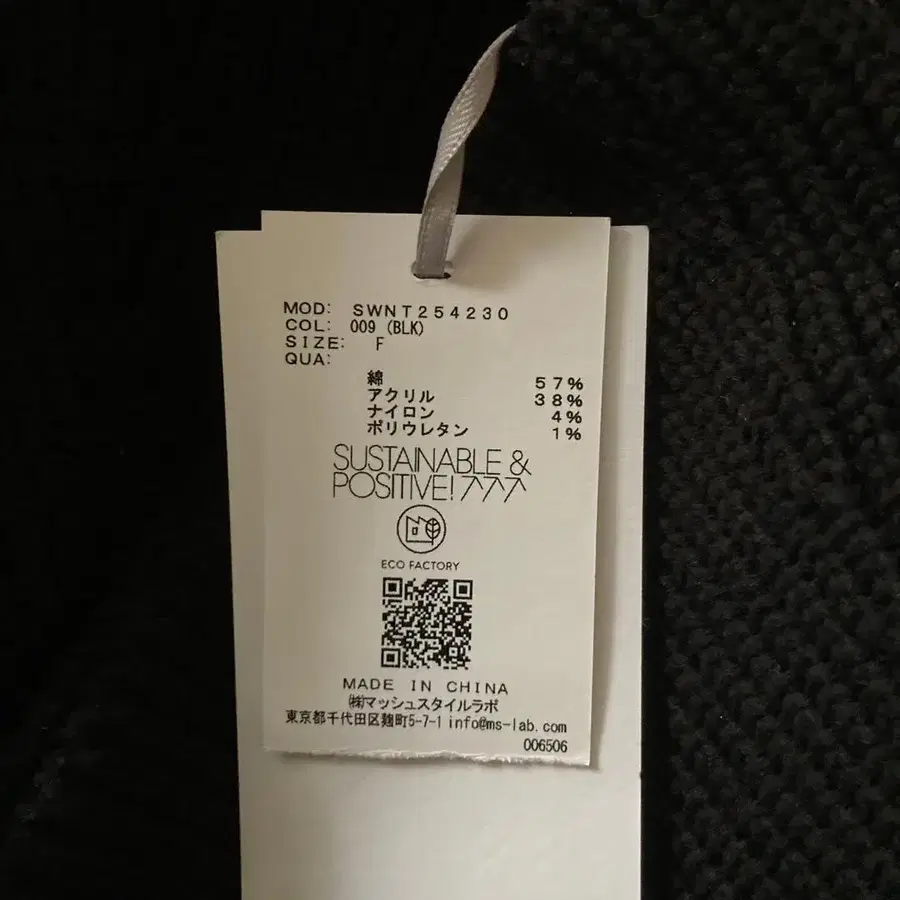 MOD: SWNT254230
COL: 009 (BLK)
SIZE: F
QUA:
綿 57%
アクリル 38%
ナイロン 4%
ポリウレタン 1%
SUSTAINABLE &
POSITIVE!
ECO FACTORY
MADE IN CHINA
㈱マッシュスタイルラボ
東京都千代田区麹町5-7-1 info@ms-lab.com
006506